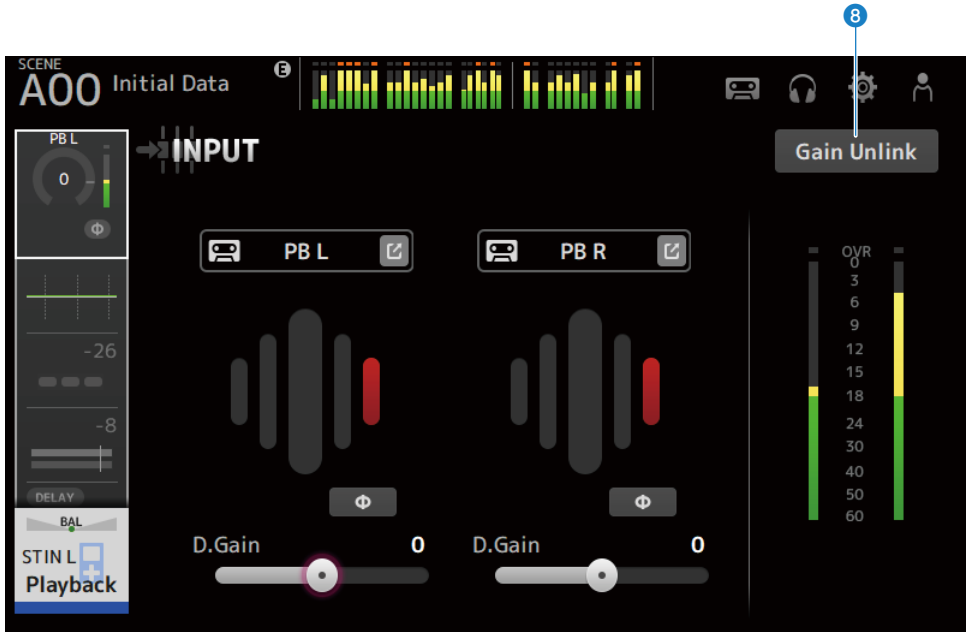 8
SCENE
A00 Initial Data E
PB L
0
Φ
INPUT
Gain Unlink
PB L
PB R
OVR
0
3
6
9
12
15
18
24
30
40
50
60
-26
-8
DELAY
Φ
Φ
D.Gain 0
D.Gain 0
BAL
STIN L
Playback